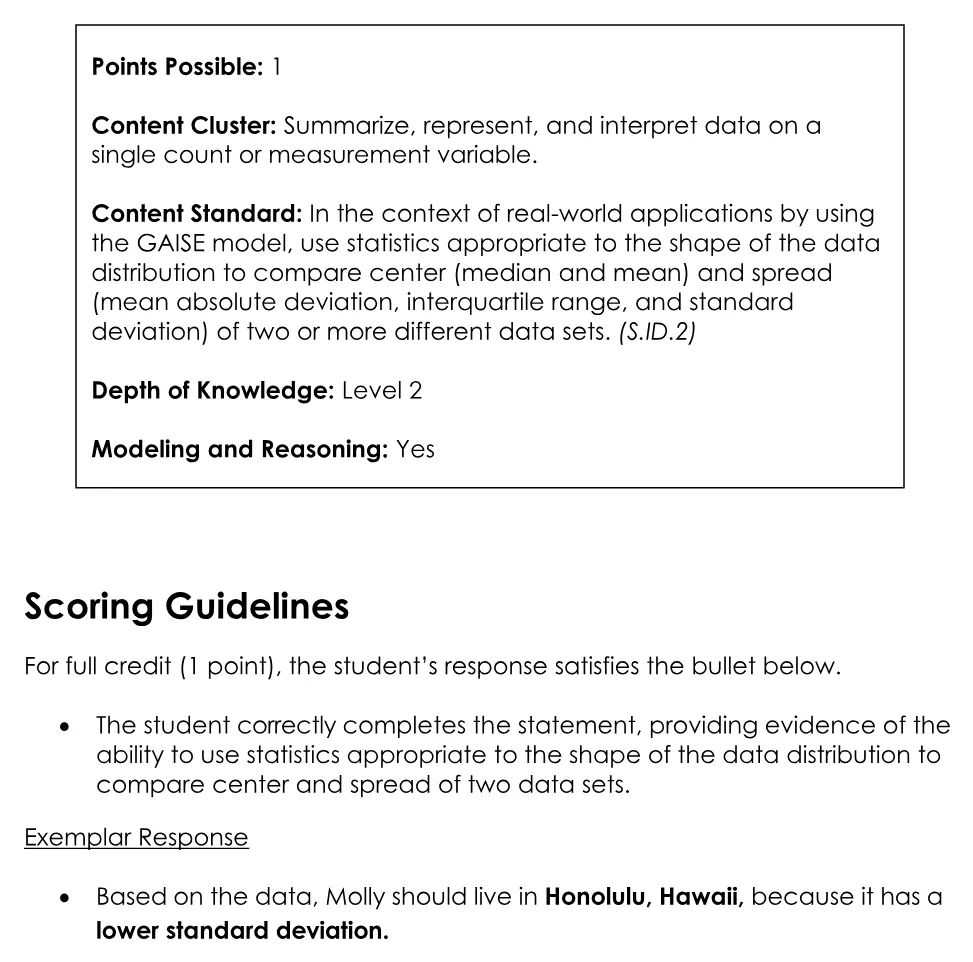 Points Possible: 1
Content Cluster: Summarize, represent, and interpret data on a
single count or measurement variable.
Content Standard: In the context of real-world applications by using
the GAISE model, use statistics appropriate to the shape of the data
distribution to compare center (median and mean) and spread
(mean absolute deviation, interquartile range, and standard
deviation) of two or more different data sets. (S.ID.2)
Depth of Knowledge: Level 2
Modeling and Reasoning: Yes
Scoring Guidelines
For full credit (1 point), the student’s response satisfies the bullet below.
• The student correctly completes the statement, providing evidence of the
ability to use statistics appropriate to the shape of the data distribution to
compare center and spread of two data sets.
Exemplar Response
• Based on the data, Molly should live in Honolulu, Hawaii, because it has a
lower standard deviation.